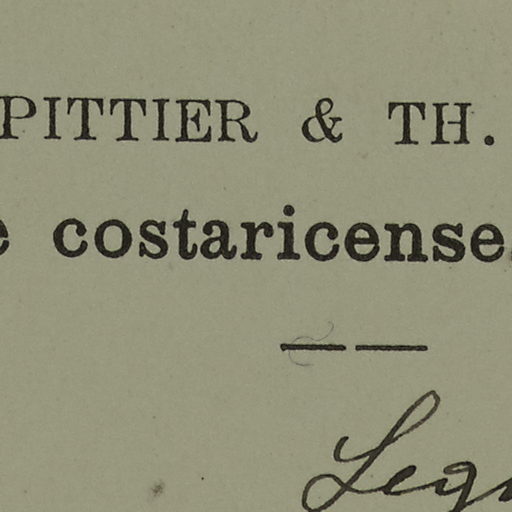 PITTIER & TH.
costaricense